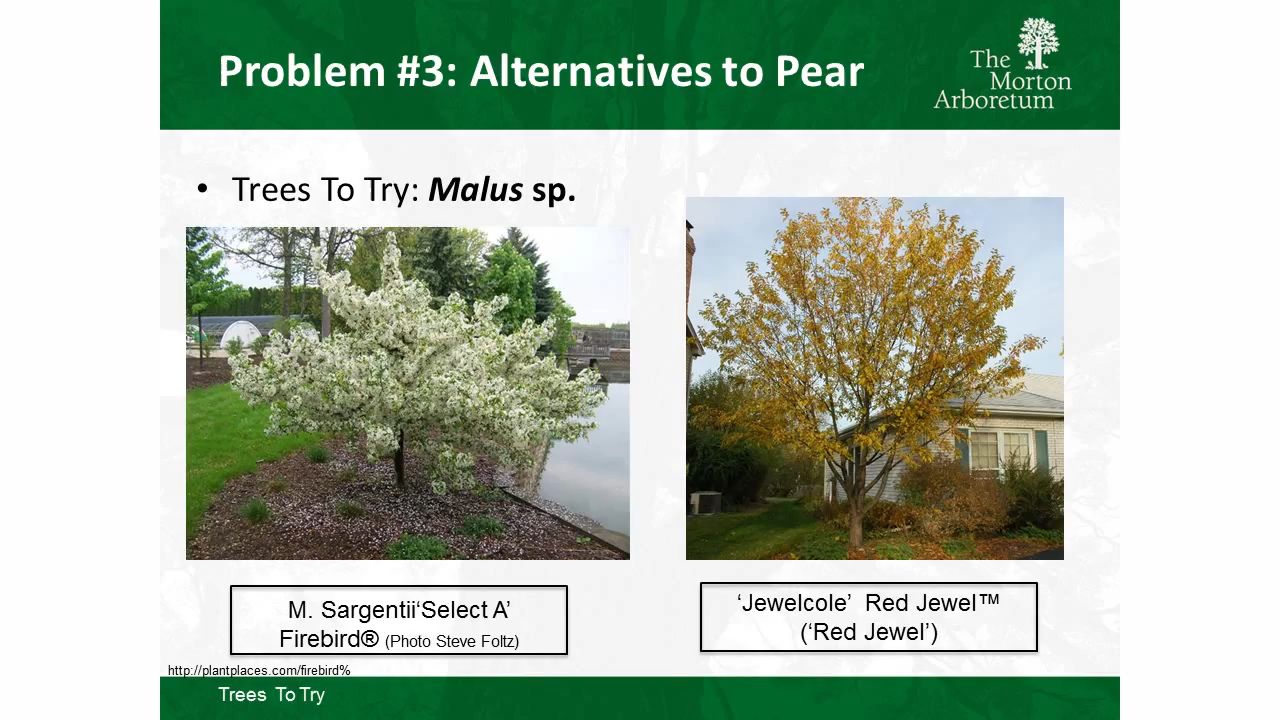 Problem #3: Alternatives to Pear
The
Morton
Arboretum
• Trees To Try: Malus sp.
M. Sargentii‘Select A’
Firebird® (Photo Steve Foltz)
‘Jewelcole’ Red Jewel™
(‘Red Jewel’)
http://plantplaces.com/firebird%
Trees To Try